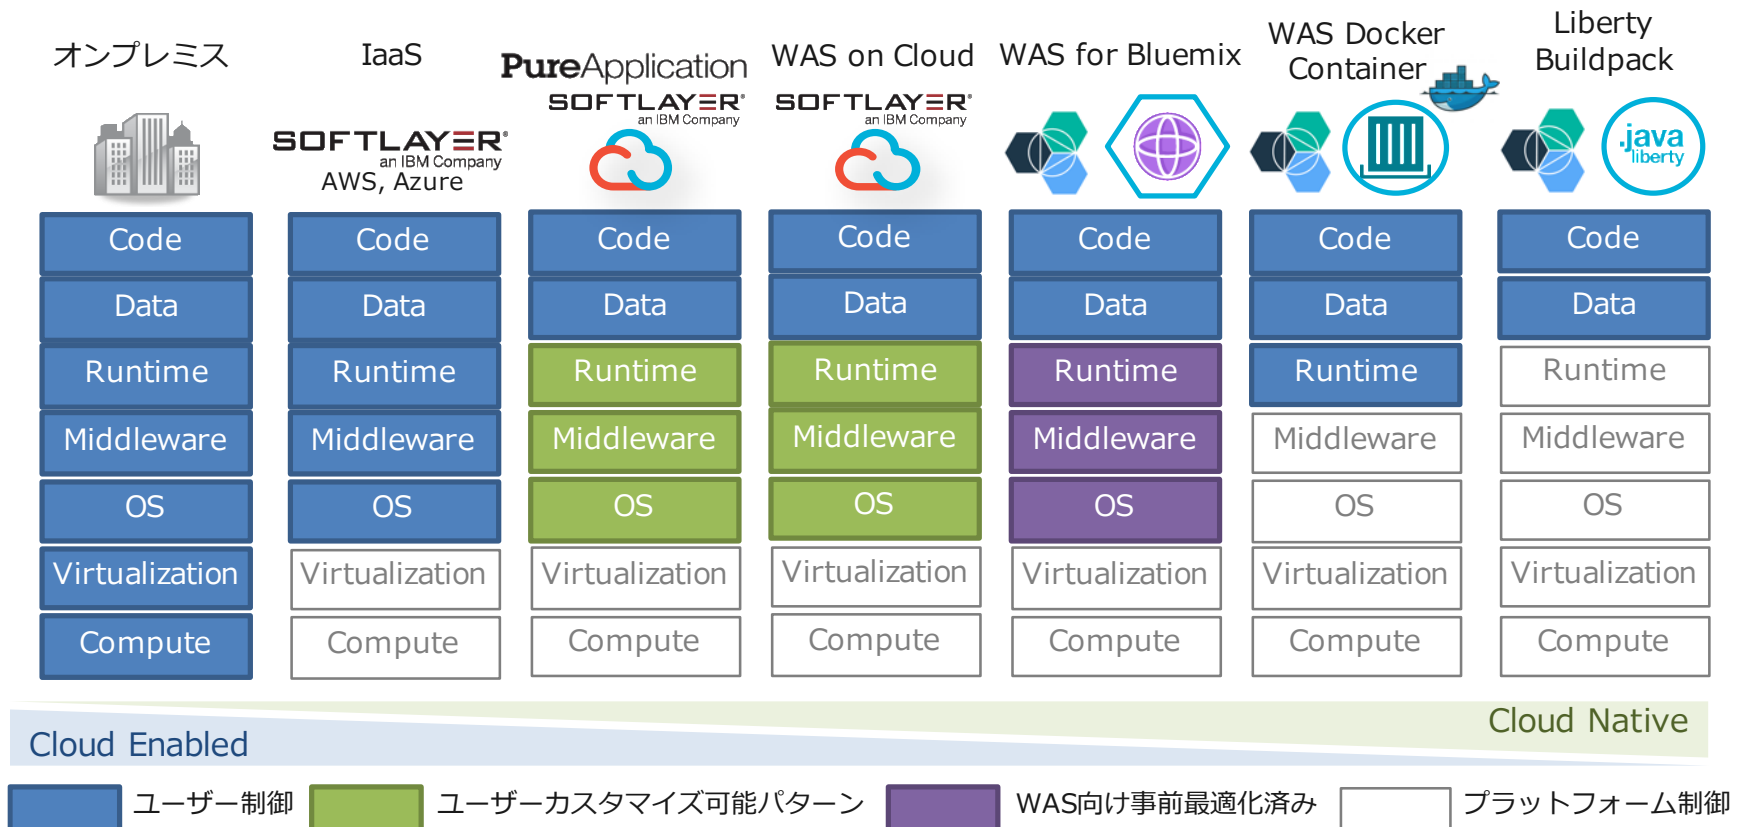 オンプレミス
IaaS
SOFTLAYER
an IBM Company
AWS, Azure
PureApplication
SOFTLAYER
an IBM Company
WAS on Cloud
SOFTLAYER
an IBM Company
WAS for Bluemix
WAS Docker
Container
Liberty
Buildpack
.java
liberty
Code
Code
Code
Code
Code
Code
Code
Data
Data
Data
Data
Data
Data
Data
Runtime
Runtime
Runtime
Runtime
Runtime
Runtime
Runtime
Middleware
Middleware
Middleware
Middleware
Middleware
Middleware
Middleware
OS
OS
OS
OS
OS
OS
OS
Virtualization
Virtualization
Virtualization
Virtualization
Virtualization
Virtualization
Virtualization
Compute
Compute
Compute
Compute
Compute
Compute
Compute
Cloud Native
Cloud Enabled
ユーザー制御
ユーザーカスタマイズ可能パターン
WAS向け事前最適化済み
プラットフォーム制御